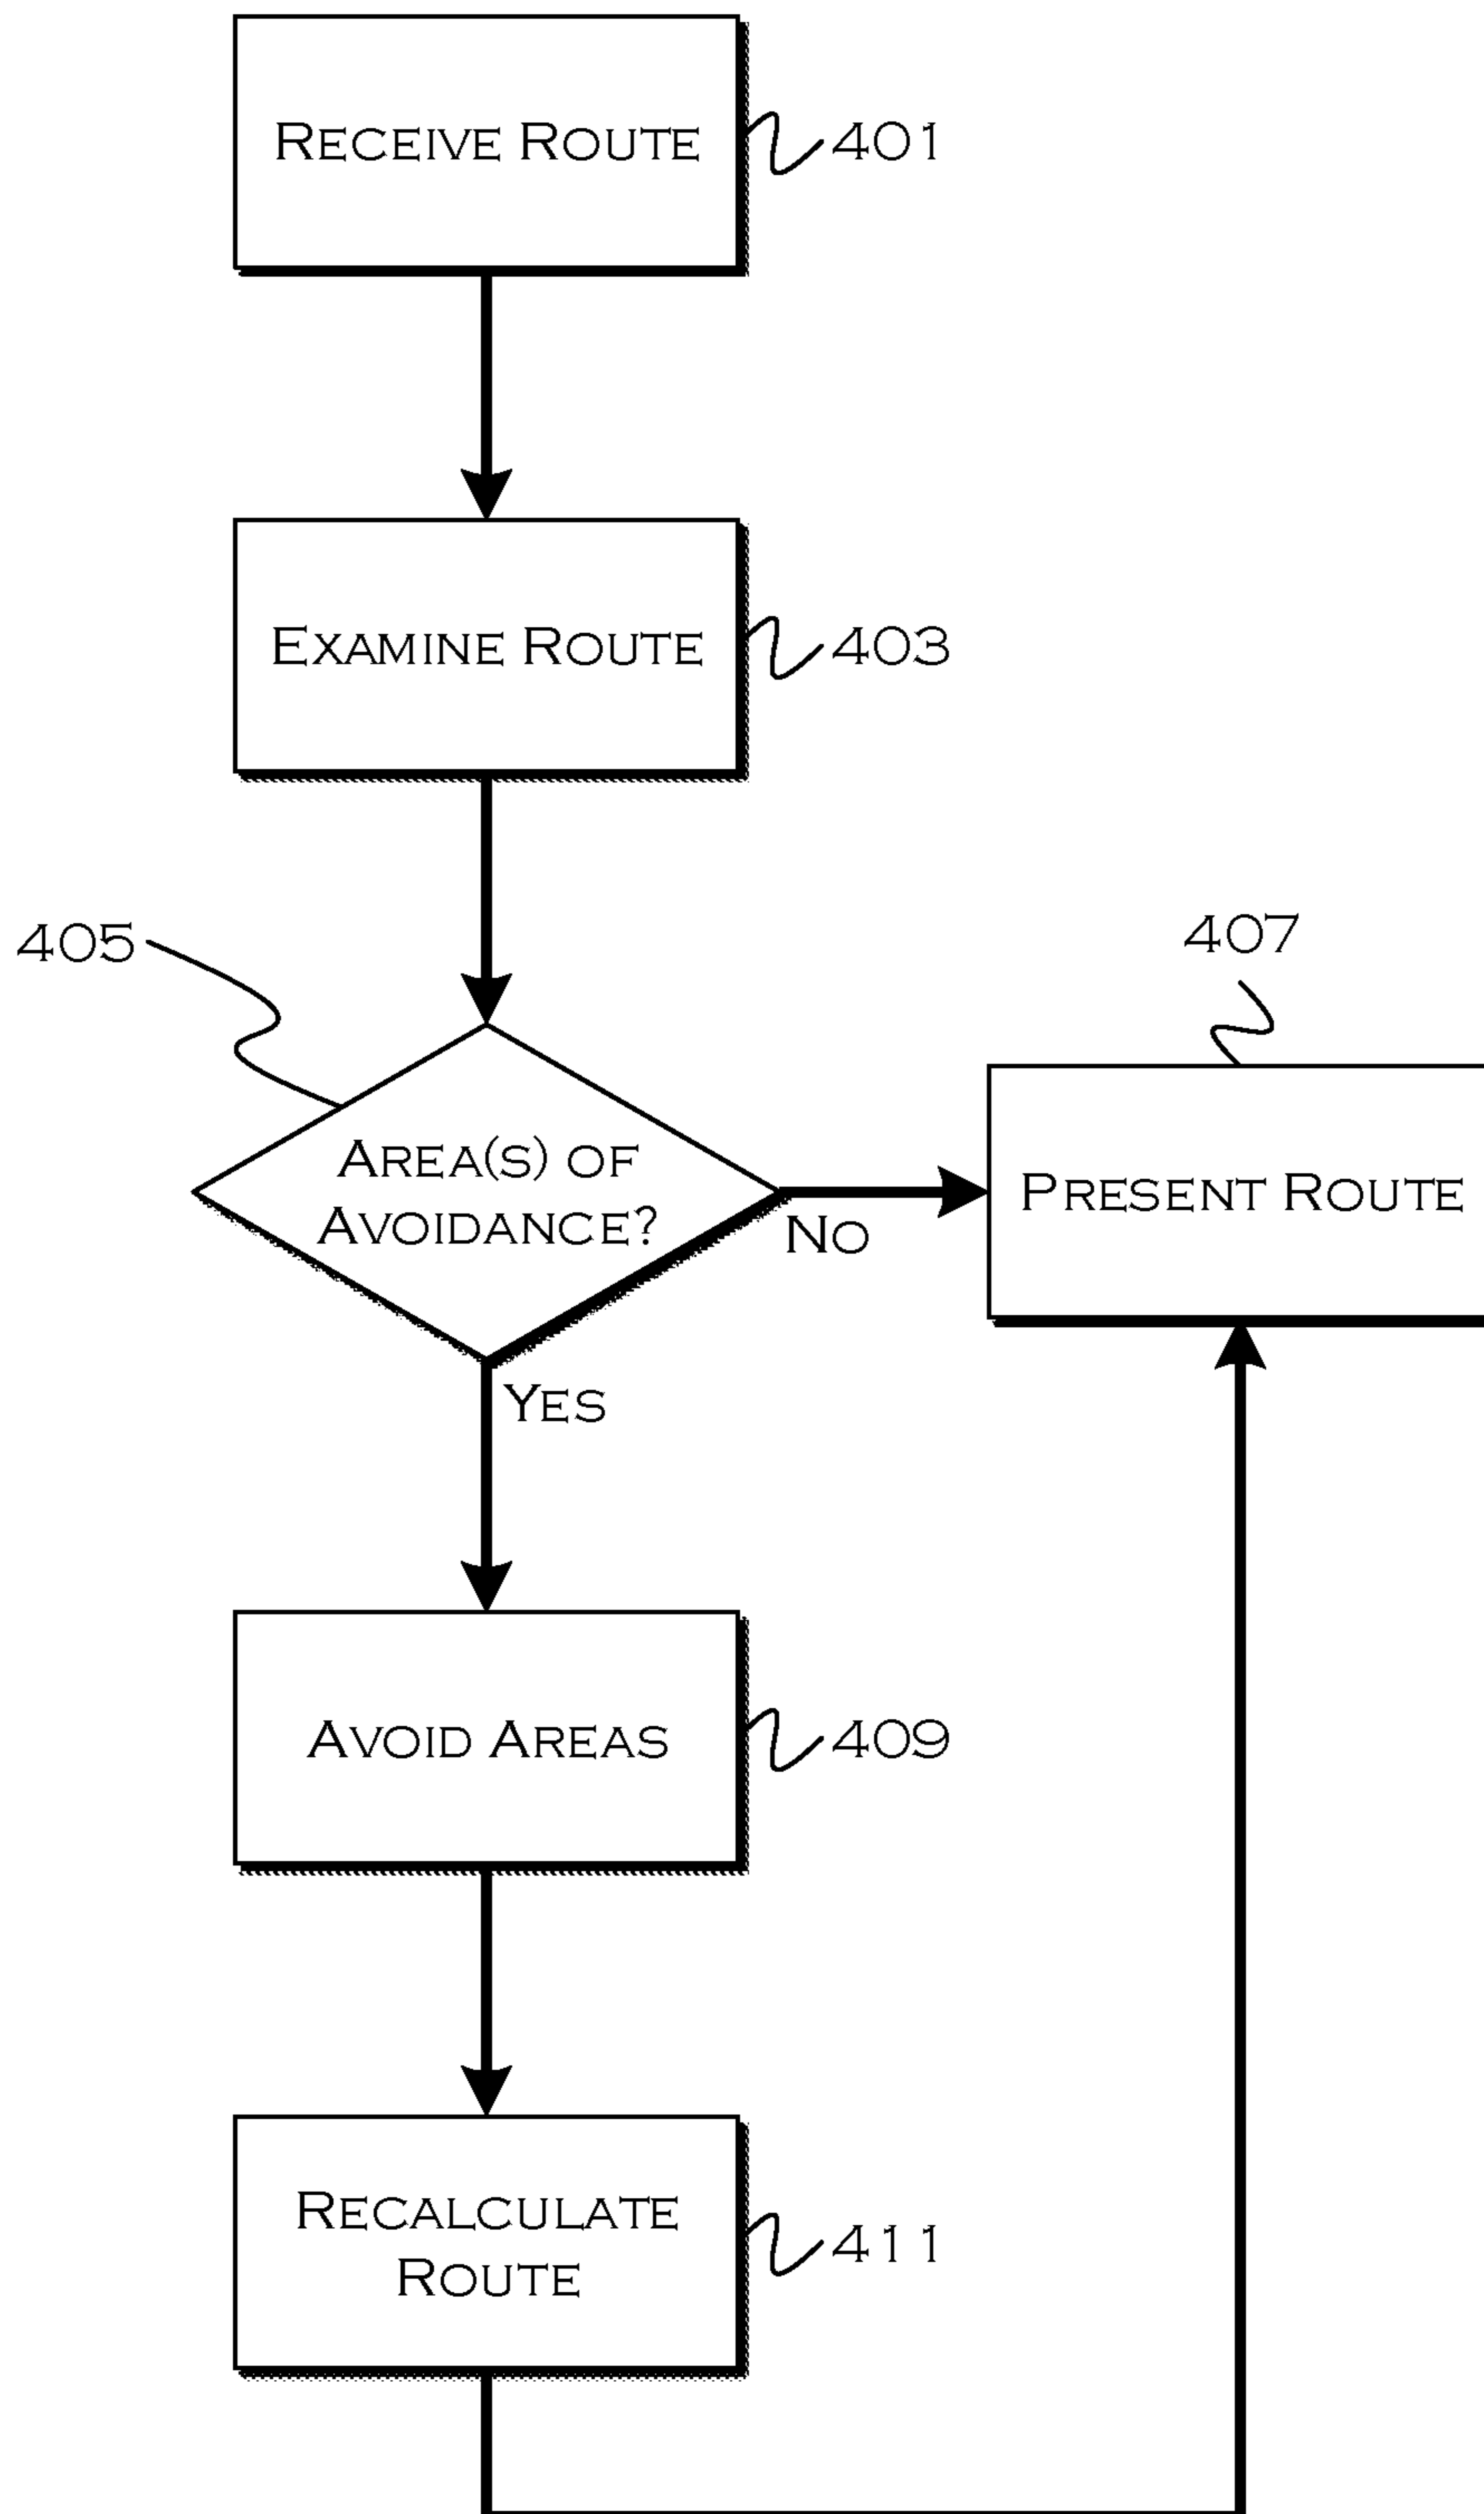 RECEIVE ROUTE
401
EXAMINE ROUTE
403
405
407
AREA(S) OF
AVOIDANCE?
NO
PRESENT ROUTE
YES
AVOID AREAS
409
RECALCULATE
ROUTE
411